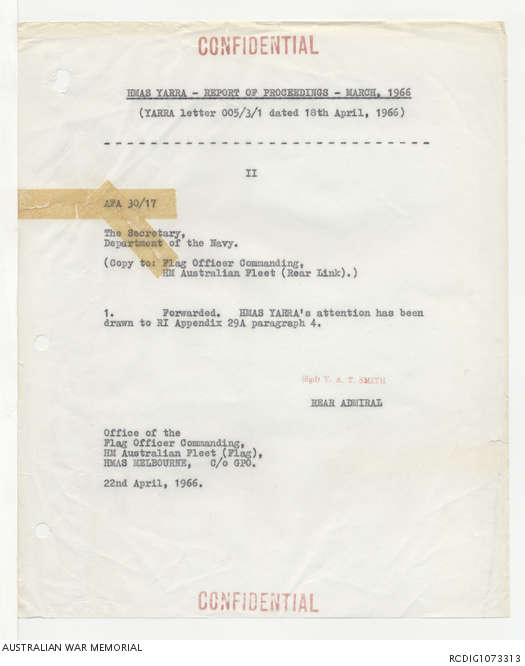 CONFIDENTIAL
HMAS YARRA - REPORT OF PROCEEDINGS - MARCH, 1966
(YARRA letter 005/3/1 dated 18th April, 1966)
- - - - - - - - - - - - - - - - - - - - - - - - - - - -
II
AFA 30/17
The Secretary,
Department of the Navy.
(Copy to: Flag Officer Commanding,
HM Australian Fleet (Rear Link).)
1. Forwarded. HMAS YARRA's attention has been
drawn to RI Appendix 29A paragraph 4.
(Sgd) V. A. T. SMITH
REAR ADMIRAL
Office of the
Flag Officer Commanding,
HM Australian Fleet (Flag),
HMAS MELBOURNE, C/o GPO.
22nd April, 1966.
CONFIDENTIAL
AUSTRALIAN WAR MEMORIAL
RCDIG1073313